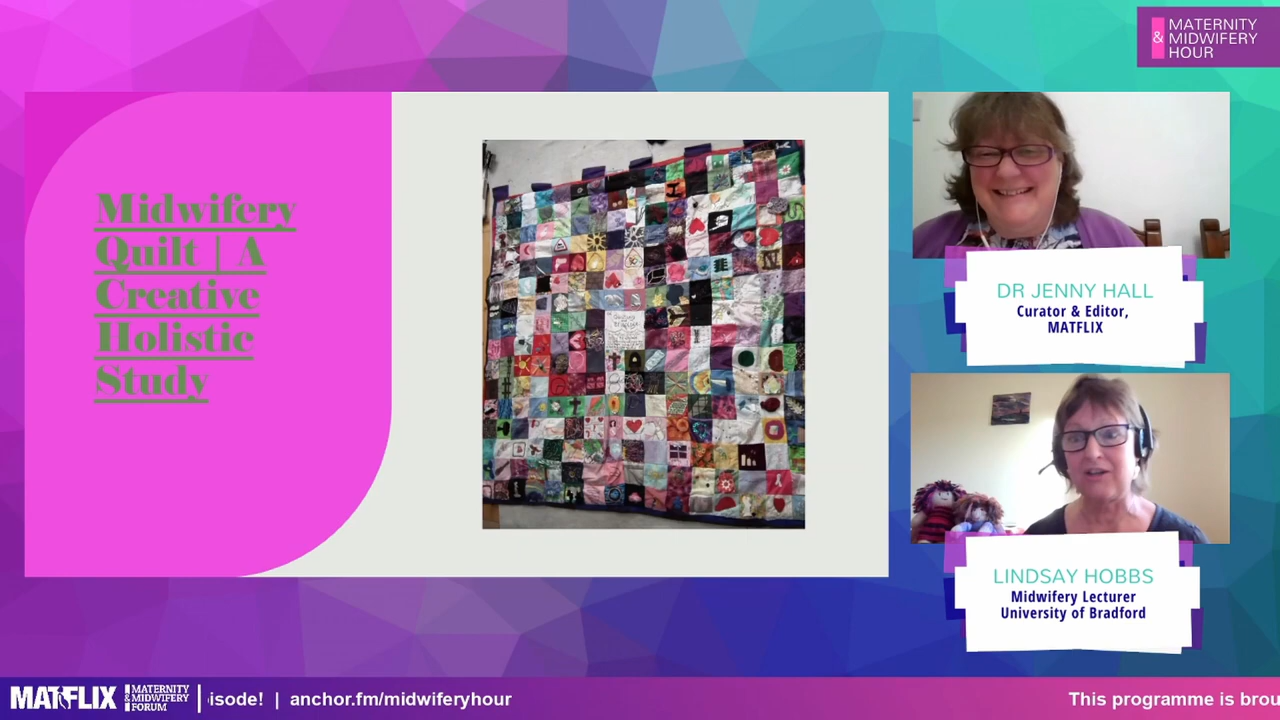 & MATERNITY
MIDWIFERY
HOUR
Midwifery
Quilt | A
Creative
Holistic
Study
DR JENNY HALL
Curator & Editor,
MATFLIX
LINDSAY HOBBS
Midwifery Lecturer
University of Bradford
MATFLIX
MATERNITY
& MIDWIFERY
FORUM
isode! | anchor.fm/midwiferyhour
This programme is brou